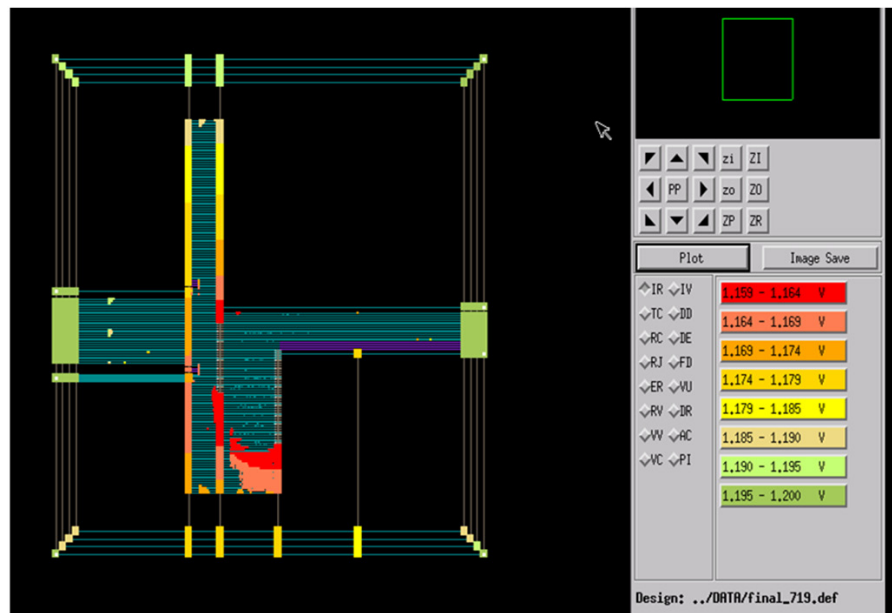 zi ZI
PP zo ZO
ZP ZR
Plot Image Save
IR IV 1.159 - 1.164 V
TC DD 1.164 - 1.169 V
RC DE 1.169 - 1.174 V
RJ FD 1.174 - 1.179 V
ER VU 1.179 - 1.185 V
RV DR 1.185 - 1.190 V
VV AC 1.190 - 1.195 V
VC PI 1.195 - 1.200 V
Design: ../DATA/final_719.def